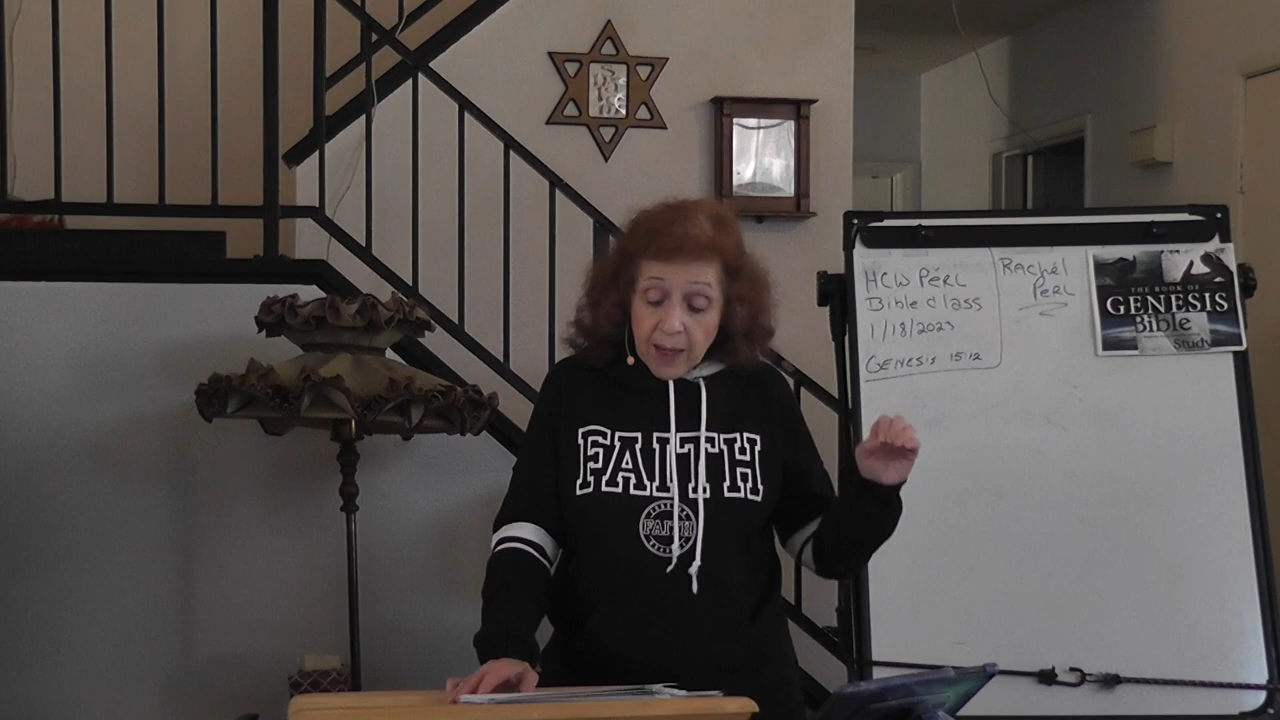 HCW PERL
Bible class
1/18/2023
GENESIS 15:12
RAChel
PERL
THE BOOK OF
GENESIS
Bible
Study
FAITH
FAITH